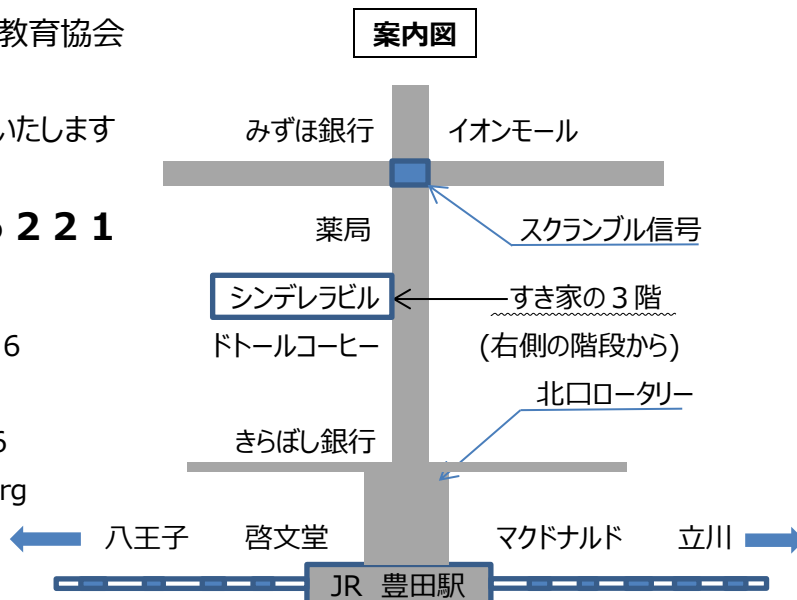 教育協会
案内図
いたします
みずほ銀行 イオンモール
221
薬局 スクランブル信号
シンデレラビル すき家の3階
6 ドトールコーヒー (右側の階段から)
北口ロータリー
きらぼし銀行
rg
八王子 啓文堂 マクドナルド 立川
JR 豊田駅